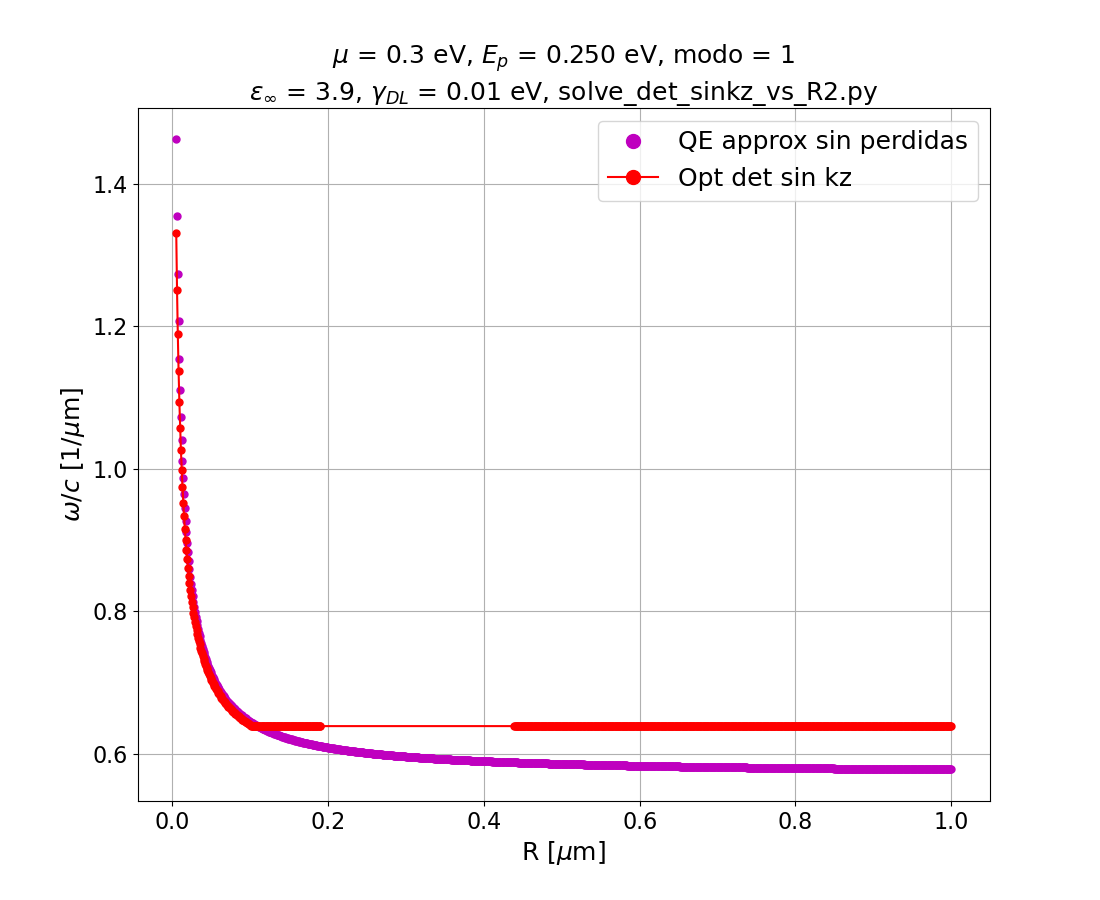 μ = 0.3 eV, E_p = 0.250 eV, modo = 1
ε_∞ = 3.9, γ_DL = 0.01 eV, solve_det_sinkz_vs_R2.py
QE approx sin perdidas
Opt det sin kz
1.4
1.2
1.0
0.8
0.6
ω/c [1/μm]
0.0 0.2 0.4 0.6 0.8 1.0
R [μm]